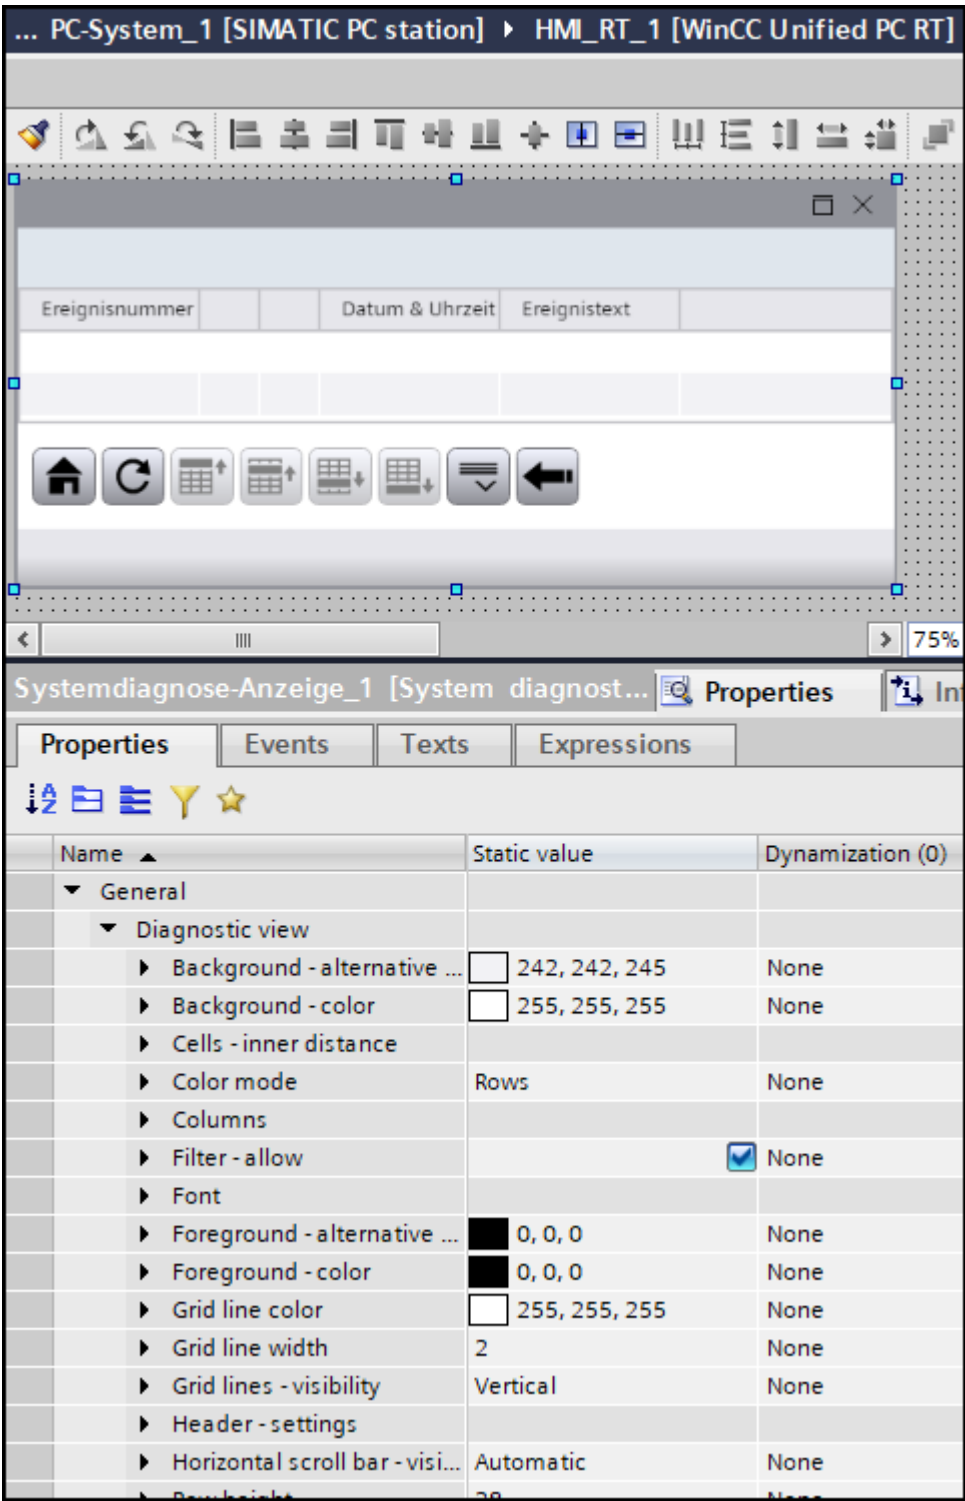 ... PC-System_1 [SIMATIC PC station] HMI_RT_1 [WinCC Unified PC RT]
Ereignisnummer Datum & Uhrzeit Ereignistext
75%
Systemdiagnose-Anzeige_1 [System diagnost... Properties
Properties Events Texts Expressions
Name Static value Dynamization (0)
General
Diagnostic view
Background - alternative ... 242, 242, 245 None
Background - color 255, 255, 255 None
Cells - inner distance
Color mode Rows None
Columns
Filter - allow None
Font
Foreground - alternative ... 0, 0, 0 None
Foreground - color 0, 0, 0 None
Grid line color 255, 255, 255 None
Grid line width 2 None
Grid lines - visibility Vertical None
Header - settings
Horizontal scroll bar - visi... Automatic None